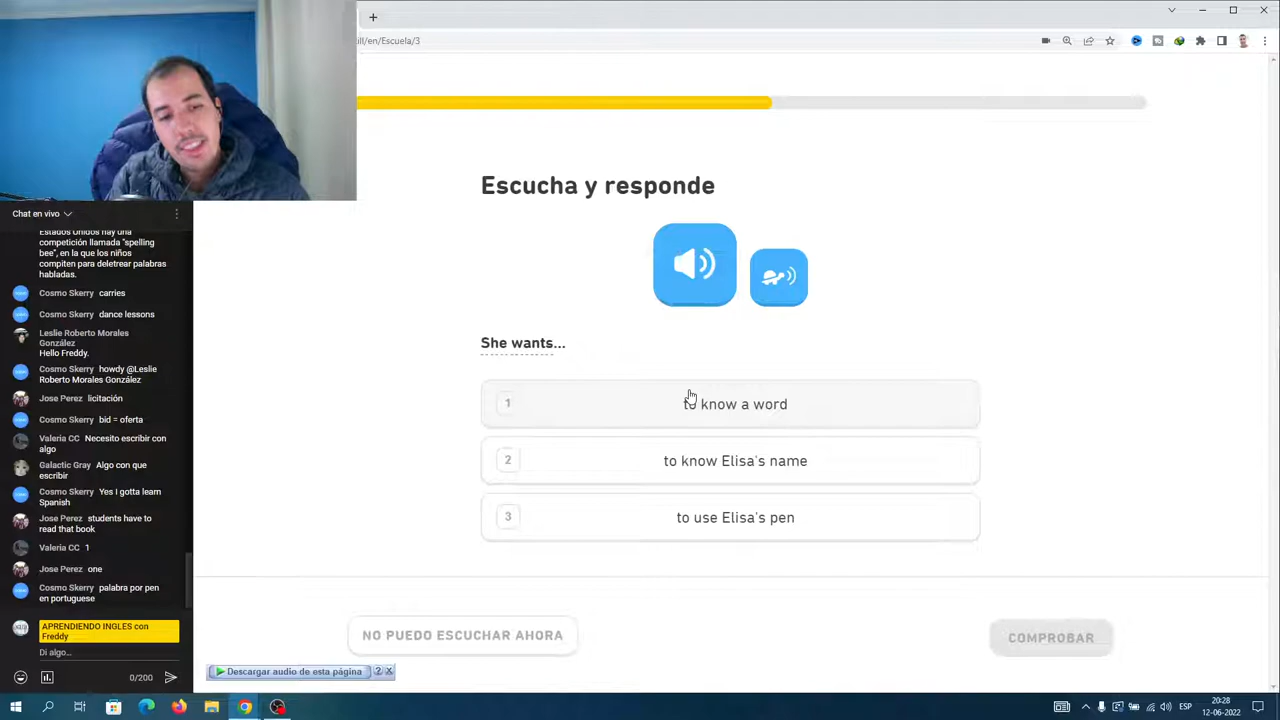 ill/en/Escuela/3
Chat en vivo
Estados Unidos hay una
competición llamada "spelling
bee", en la que los niños
compiten para deletrear palabras
habladas.
Cosmo Skerry carries
Cosmo Skerry dance lessons
Leslie Roberto Morales
González
Hello Freddy.
Cosmo Skerry howdy @Leslie
Roberto Morales González
Jose Perez licitación
Cosmo Skerry bid = oferta
Valeria CC Necesito escribir con
algo
Galactic Gray Algo con que
escribir
Cosmo Skerry Yes I gotta learn
Spanish
Jose Perez students have to
read that book
Valeria CC 1
Jose Perez one
Cosmo Skerry palabra por pen
en portuguese
APRENDIENDO INGLES con
Freddy
Di algo...
0/200
Escucha y responde
She wants...
1 to know a word
2 to know Elisa's name
3 to use Elisa's pen
NO PUEDO ESCUCHAR AHORA
COMPROBAR
Descargar audio de esta página ?
ESP
20:28
12-06-2022